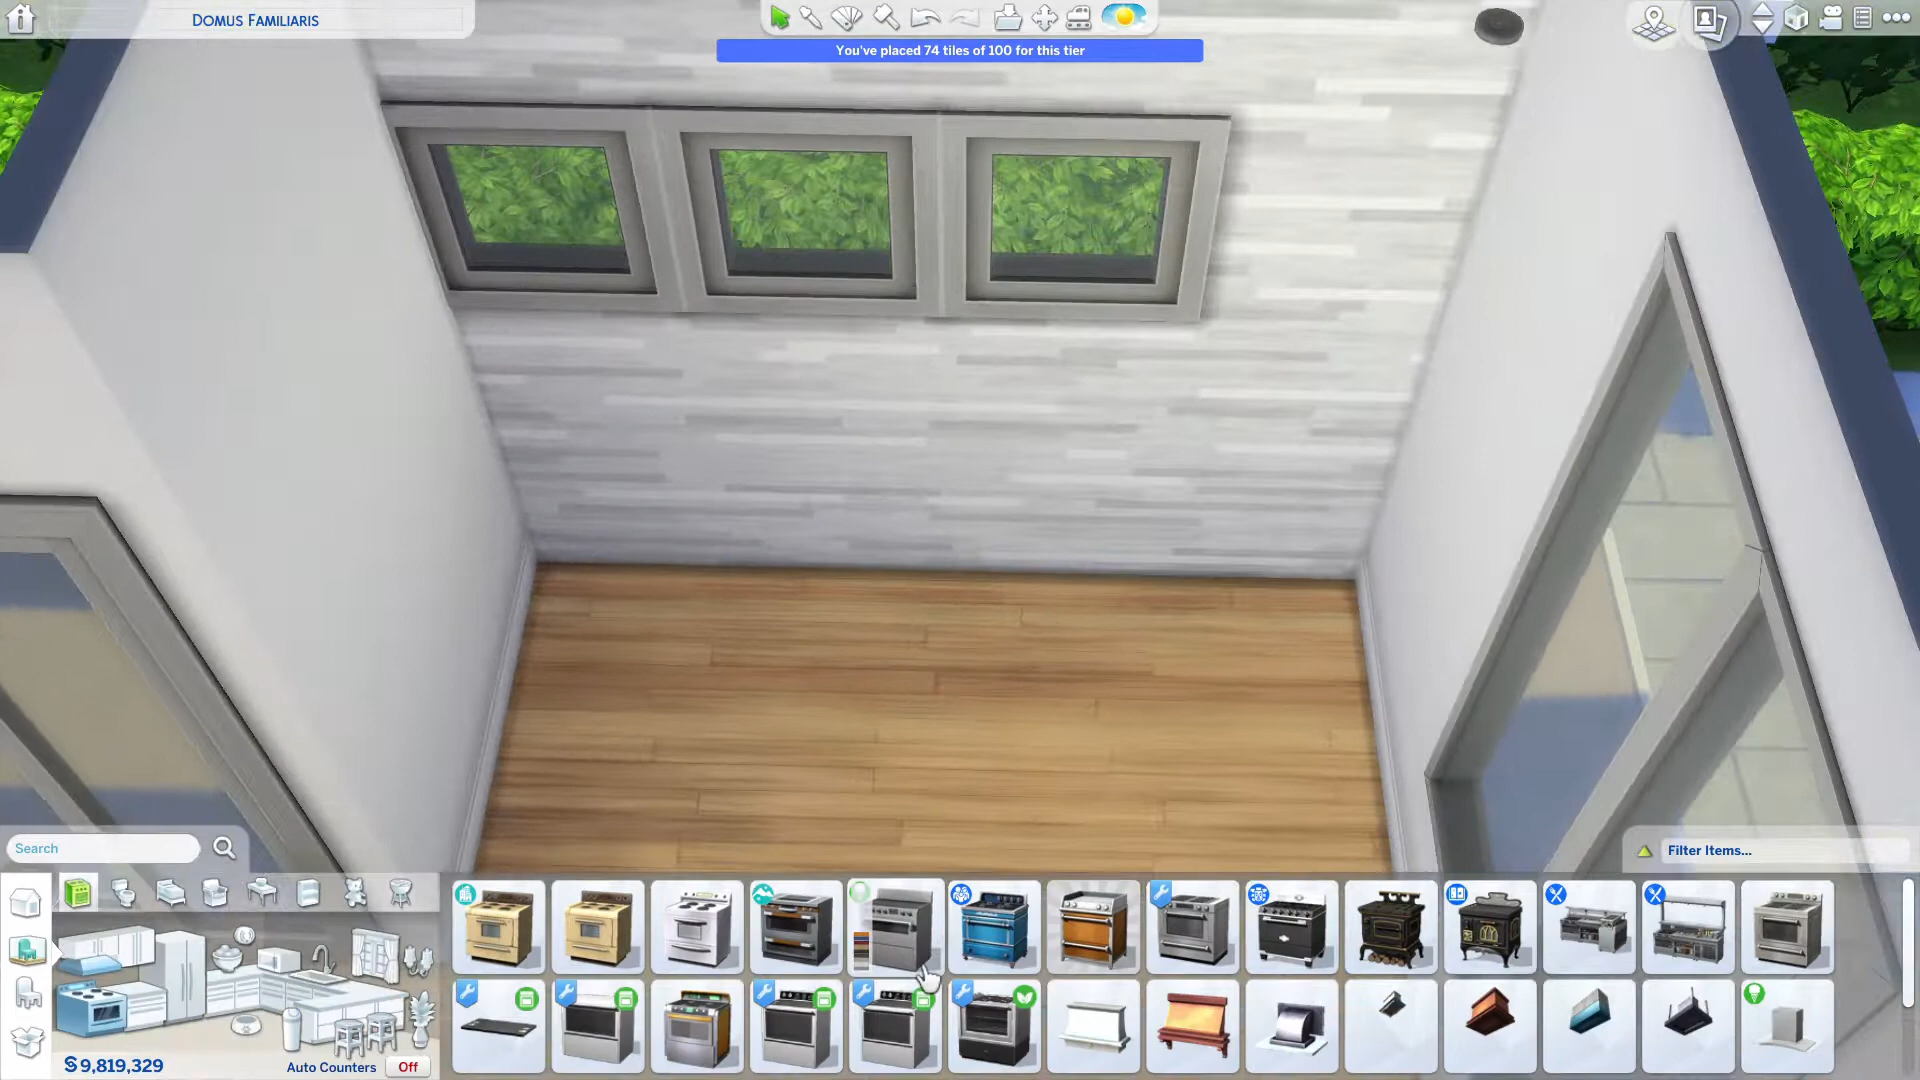 DOMUS FAMILIARIS
You've placed 74 tiles of 100 for this tier
Search
Filter Items...
§9,819,329
Auto Counters
Off